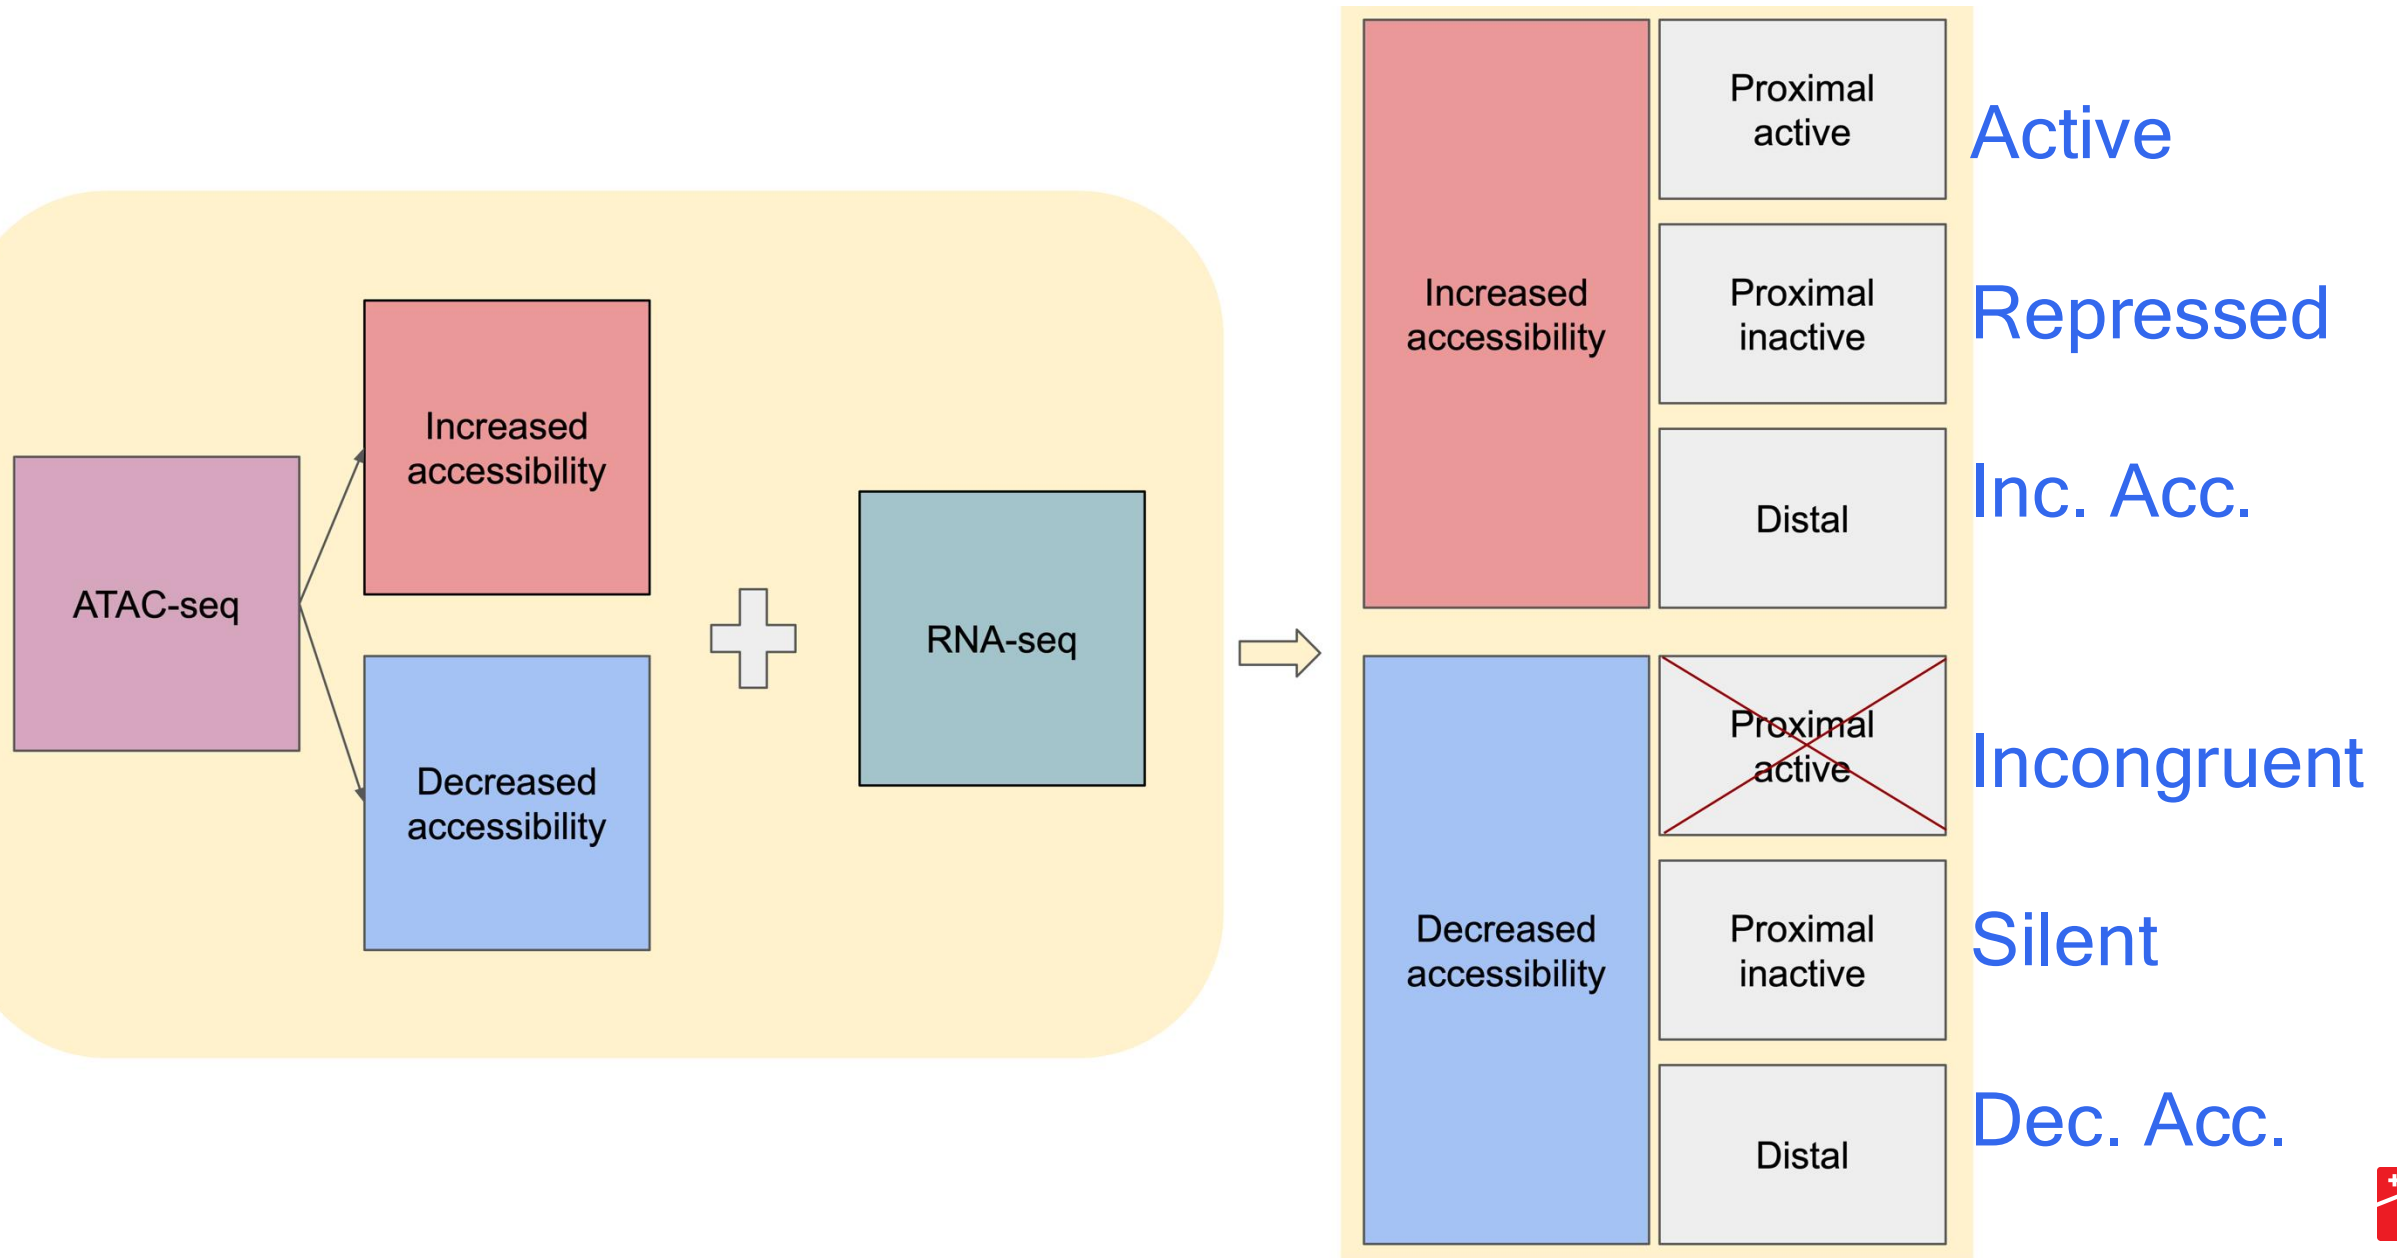 ATAC-seq
Increased
accessibility
Decreased
accessibility
RNA-seq
Increased
accessibility
Proximal
active
Active
Proximal
inactive
Repressed
Distal
Inc. Acc.
Decreased
accessibility
Proximal
active
Incongruent
Proximal
inactive
Silent
Distal
Dec. Acc.